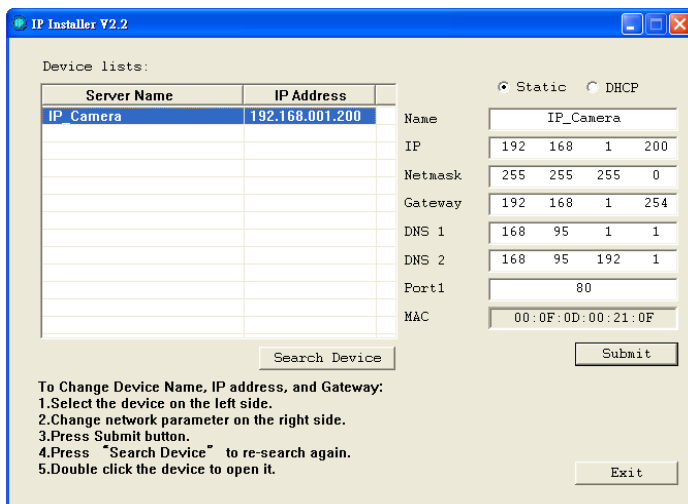 IP Installer V2.2
Device lists:
Server Name IP Address
IP_Camera 192.168.001.200
Static DHCP
Name IP_Camera
IP 192 168 1 200
Netmask 255 255 255 0
Gateway 192 168 1 254
DNS 1 168 95 1 1
DNS 2 168 95 192 1
Port1 80
MAC 00:0F:0D:00:21:0F
Search Device
Submit
To Change Device Name, IP address, and Gateway:
1.Select the device on the left side.
2.Change network parameter on the right side.
3.Press Submit button.
4.Press “Search Device” to re-search again.
5.Double click the device to open it.
Exit